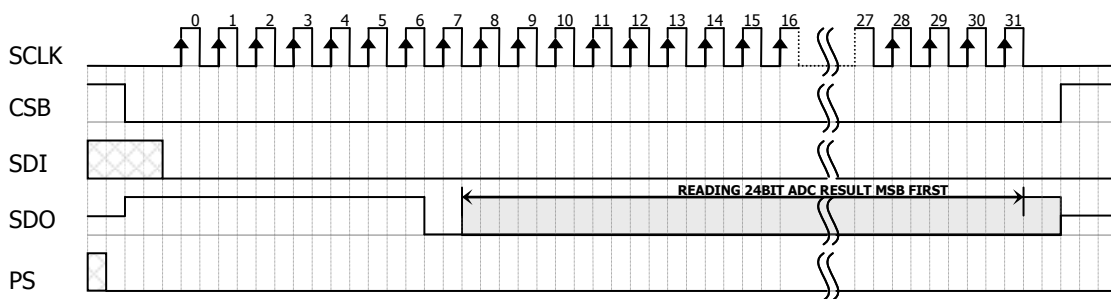 0 1 2 3 4 5 6 7 8 9 10 11 12 13 14 15 16 27 28 29 30 31
SCLK
CSB
SDI
READING 24BIT ADC RESULT MSB FIRST
SDO
PS